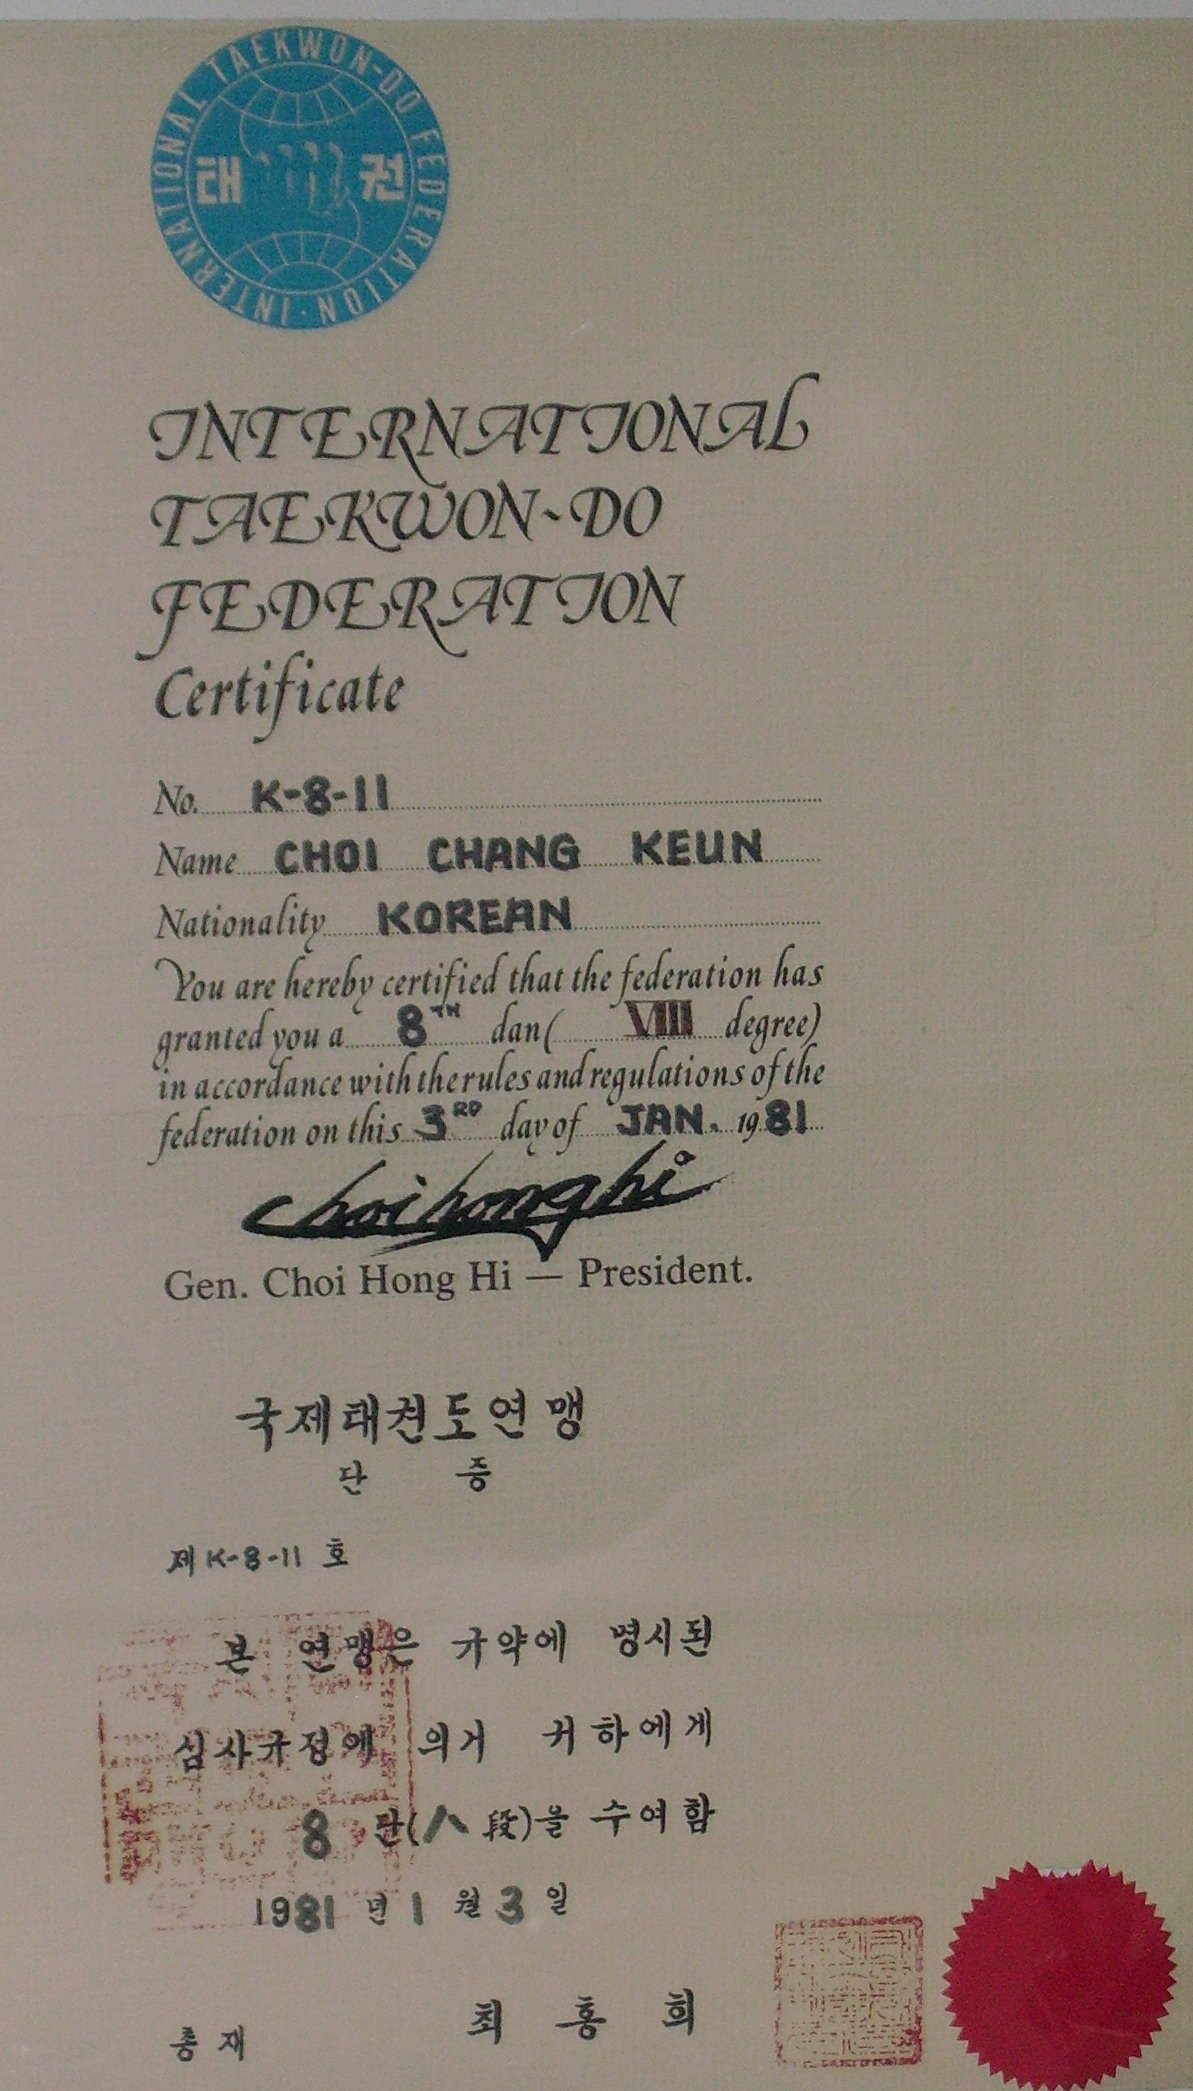 INTERNATIONAL TAEKWON-DO FEDERATION
태 권
INTERNATIONAL
TAEKWON-DO
FEDERATION
Certificate
No. K-8-11
Name CHOI CHANG KEUN
Nationality KOREAN
You are hereby certified that the federation has
granted you a 8TH dan( VIII degree)
in accordance with the rules and regulations of the
federation on this 3RD day of JAN. 1981
Choi hong hi
Gen. Choi Hong Hi — President.
국제태권도연맹
단 증
제 K-8-11 호
본 연맹은 규약에 명시된
심사규정에 의거 귀하에게
8 단(八 段)을 수여함
1981 년 1 월 3 일
총 재 최 홍 희